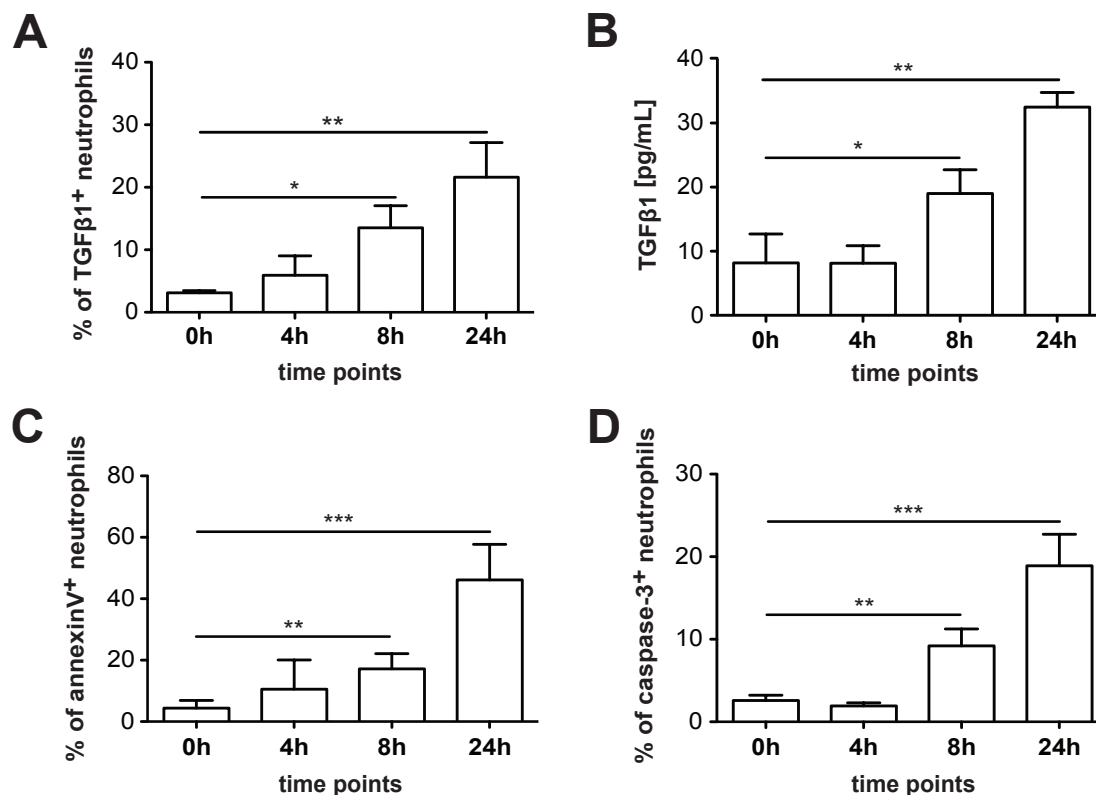 A
% of TGFβ1+ neutrophils
40
30
20
10
0
**
*
0h 4h 8h 24h
time points
B
TGFβ1 [pg/mL]
40
30
20
10
0
**
*
0h 4h 8h 24h
time points
C
% of annexinV+ neutrophils
80
60
40
20
0
***
**
0h 4h 8h 24h
time points
D
% of caspase-3+ neutrophils
30
20
10
0
***
**
0h 4h 8h 24h
time points